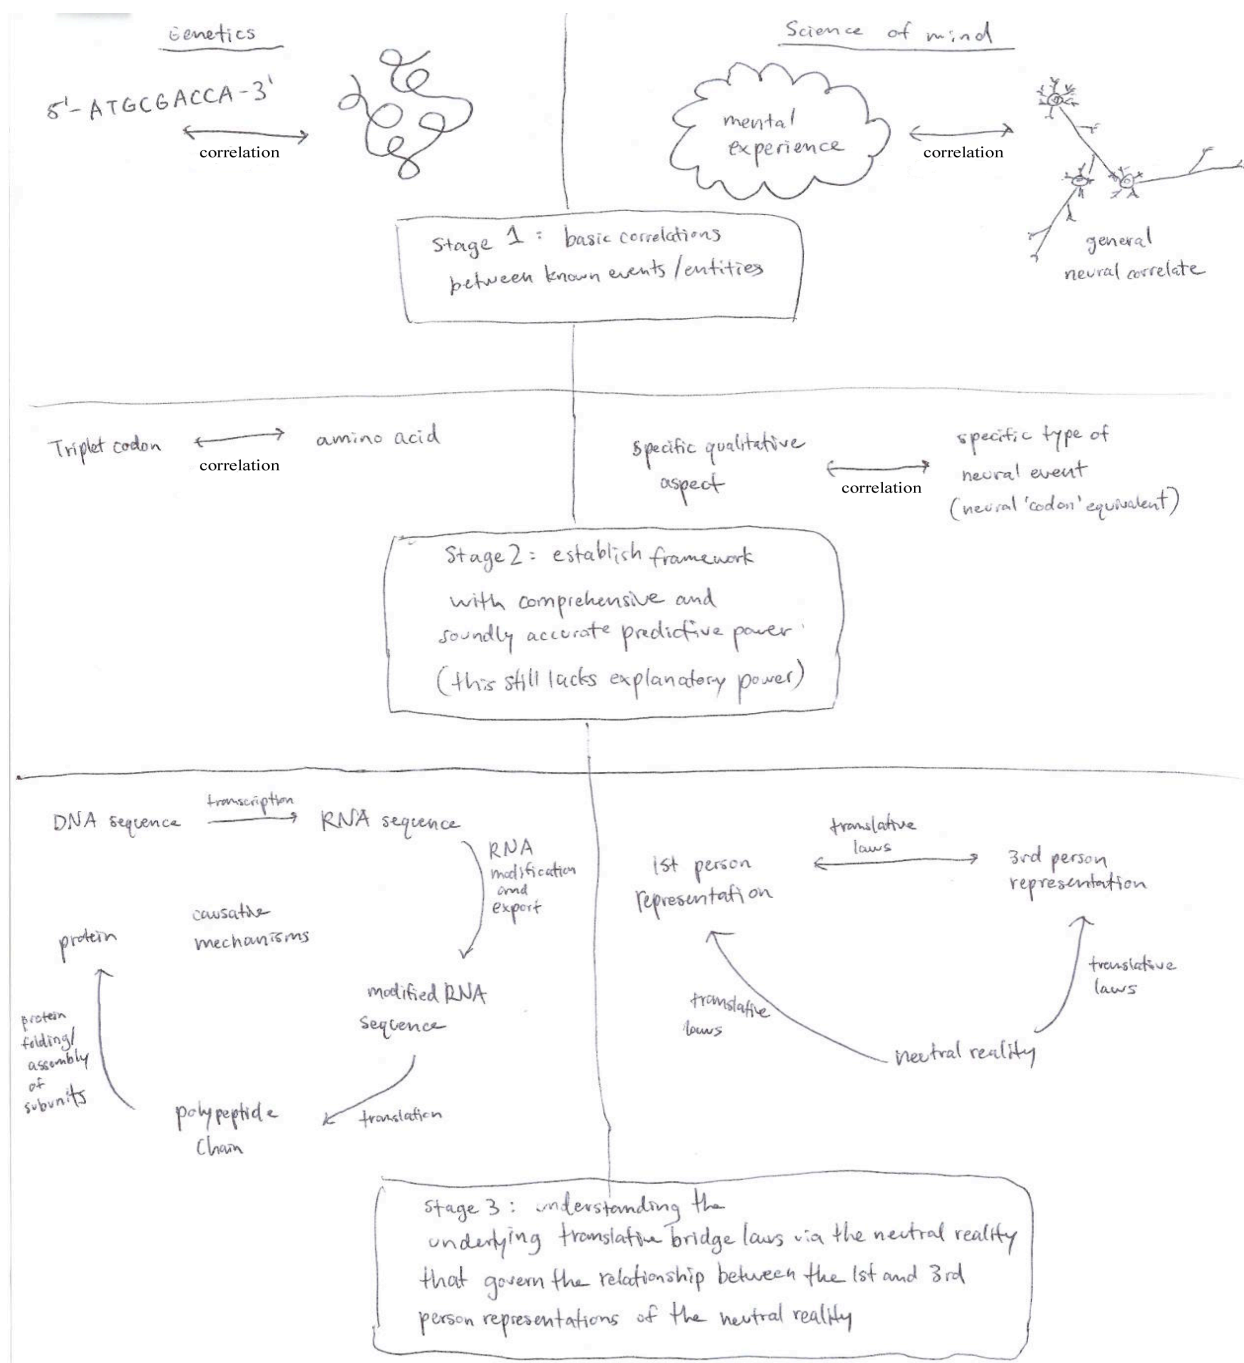 Genetics
5'-ATGCGACCA-3'
correlation
Science of mind
mental
experience
correlation
general
neural correlate
Stage 1: basic correlations
between known events/entities
Triplet codon
correlation
amino acid
specific qualitative
aspect
correlation
specific type of
neural event
(neural 'codon' equivalent)
Stage 2: establish framework
with comprehensive and
soundly accurate predictive power
(this still lacks explanatory power)
DNA sequence
transcription
RNA sequence
RNA
modification
and
export
causative
mechanisms
protein
modified RNA
sequence
protein
folding/
assembly
of
subunits
translation
polypeptide
chain
1st person
representation
translative
laws
3rd person
representation
translative
laws
translative
laws
neutral reality
Stage 3: understanding the
underlying translative bridge laws via the neutral reality
that govern the relationship between the 1st and 3rd
person representations of the neutral reality